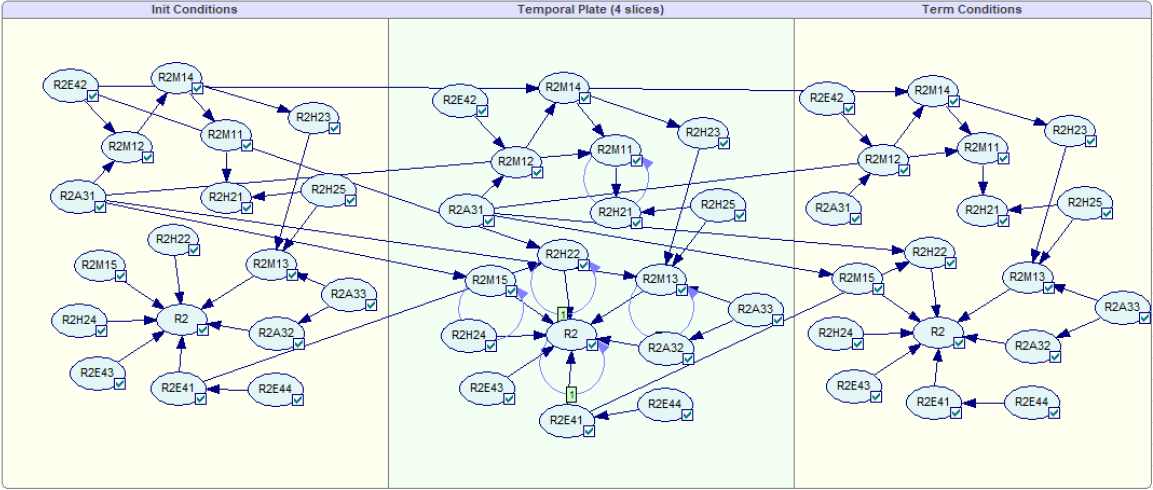 Init Conditions
Temporal Plate (4 slices)
Term Conditions
R2E42
R2M14
R2H23
R2M11
R2M12
R2A31
R2H21
R2H25
R2H22
R2M15
R2M13
R2A33
R2H24
R2
R2A32
R2E43
R2E41
R2E44
R2E42
R2M14
R2H23
R2M11
R2M12
R2A31
R2H21
R2H25
R2H22
R2M15
R2M13
R2A33
1
R2H24
R2
R2A32
R2E43
1
R2E41
R2E44
R2E42
R2M14
R2H23
R2M11
R2M12
R2A31
R2H21
R2H25
R2H22
R2M15
R2M13
R2A33
R2H24
R2
R2A32
R2E43
R2E41
R2E44